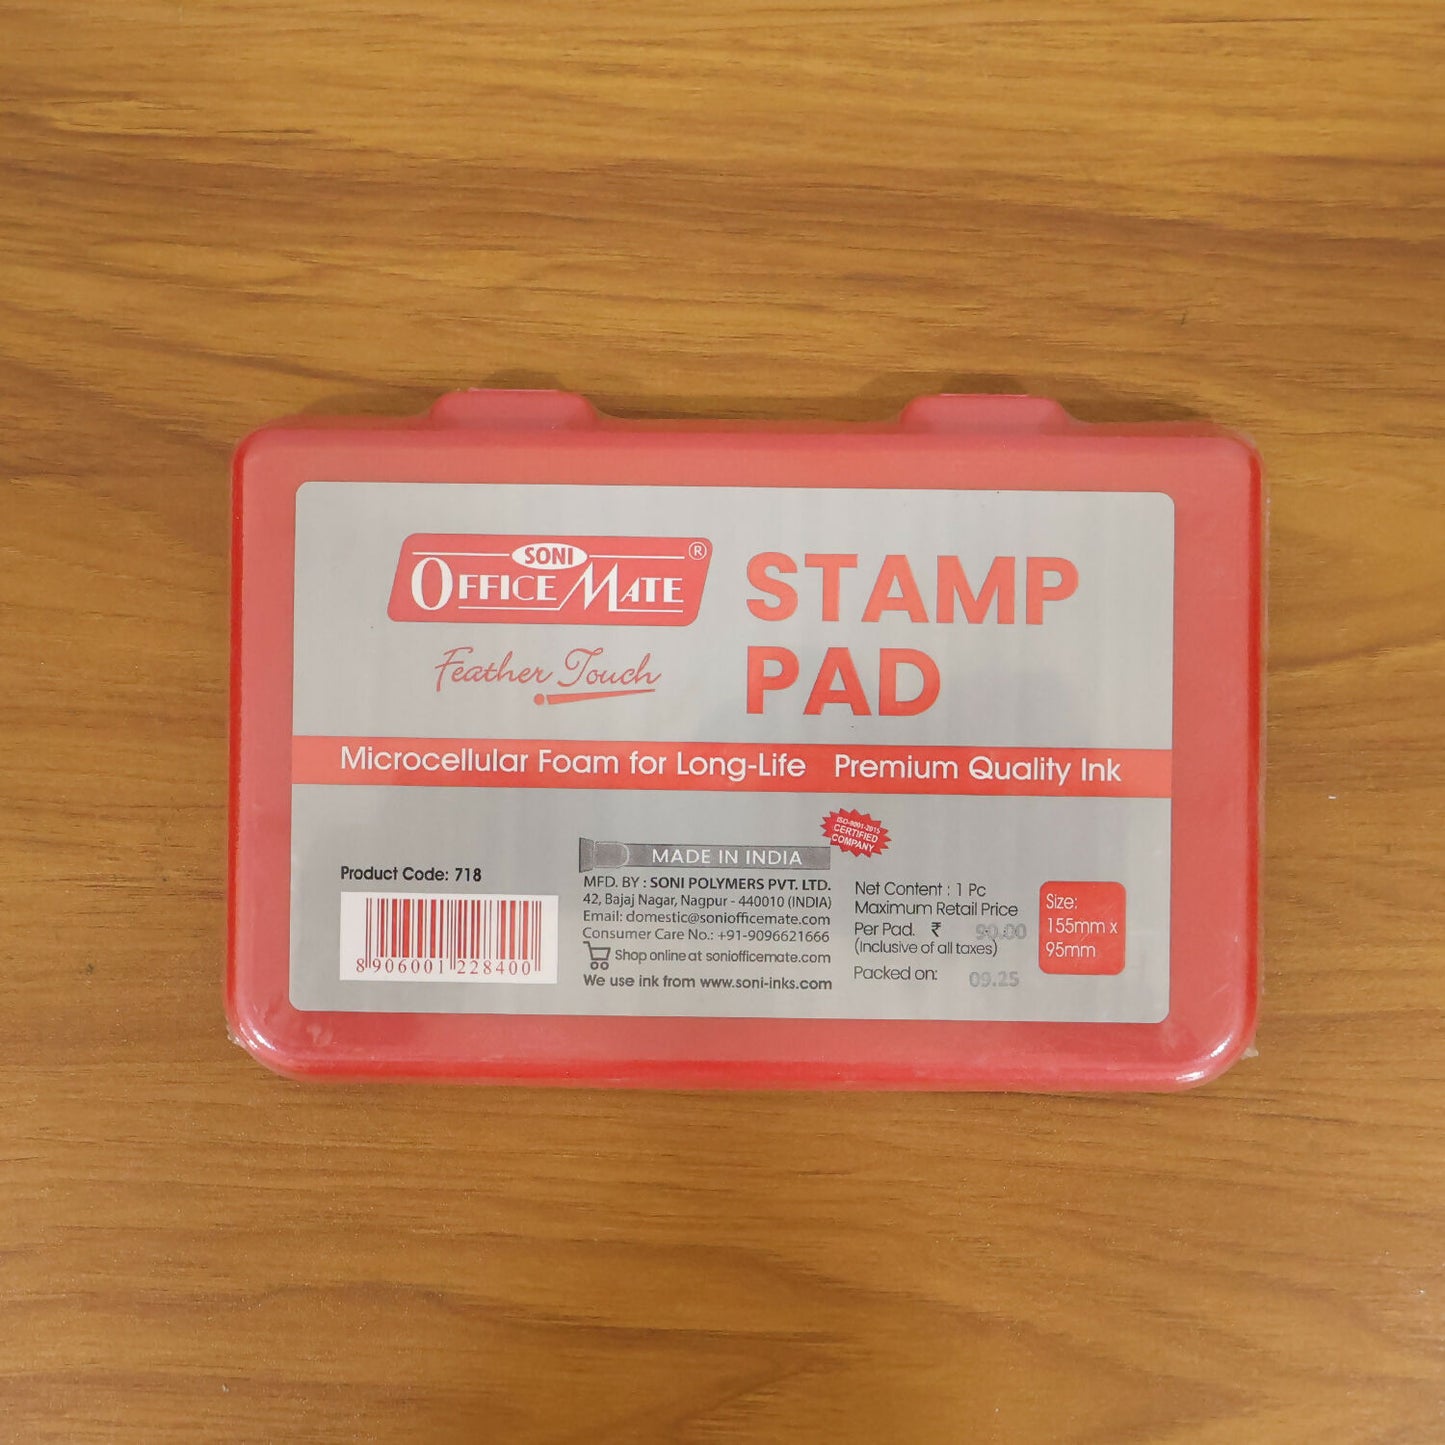 SONI
OFFICE MATE ®
Feather Touch
STAMP
PAD
Microcellular Foam for Long-Life Premium Quality Ink
Product Code: 718
8 906001 228400
ISO-9001-2015
CERTIFIED
COMPANY
MADE IN INDIA
MFD. BY : SONI POLYMERS PVT. LTD.
42, Bajaj Nagar, Nagpur - 440010 (INDIA)
Email: domestic@soniofficemate.com
Consumer Care No.: +91-9096621666
Shop online at soniofficemate.com
We use ink from www.soni-inks.com
Net Content : 1 Pc
Maximum Retail Price
Per Pad. ₹ 90.00
(Inclusive of all taxes)
Packed on: 09.25
Size:
155mm x
95mm